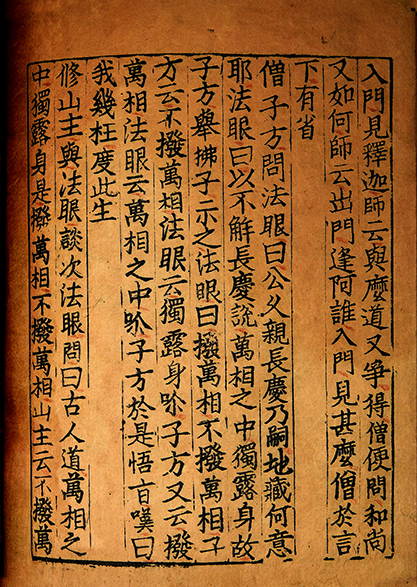 入門見釋迦師云與麼道又爭得僧便問和尚
又如何師云出門逢阿誰入門見甚麼僧於言
下有省
僧子方問法眼曰公久親長慶乃嗣地藏何意
耶法眼曰以不解長慶說萬相之中獨露身故
子方舉拂子示之法眼曰撥萬相不撥萬相子
方云不撥萬相法眼云獨露身子方又云撥
萬相法眼云萬相之中子方於是悟旨嘆曰
我幾枉度此生
修山主與法眼談次法眼問曰古人道萬相之
中獨露身是撥萬相不撥萬相山主云不撥萬